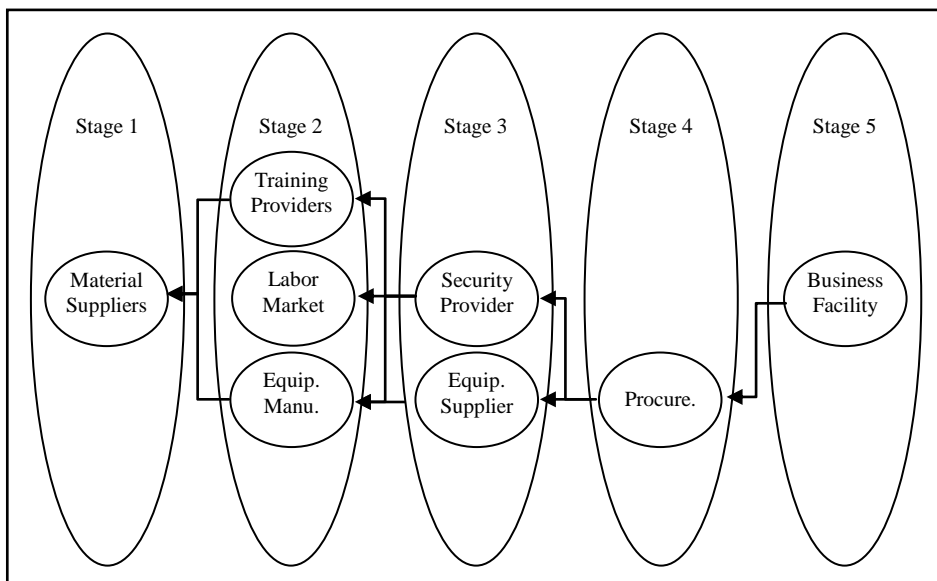 Stage 1
Stage 2
Stage 3
Stage 4
Stage 5
Training
Providers
Material
Suppliers
Labor
Market
Security
Provider
Business
Facility
Equip.
Manu.
Equip.
Supplier
Procure.